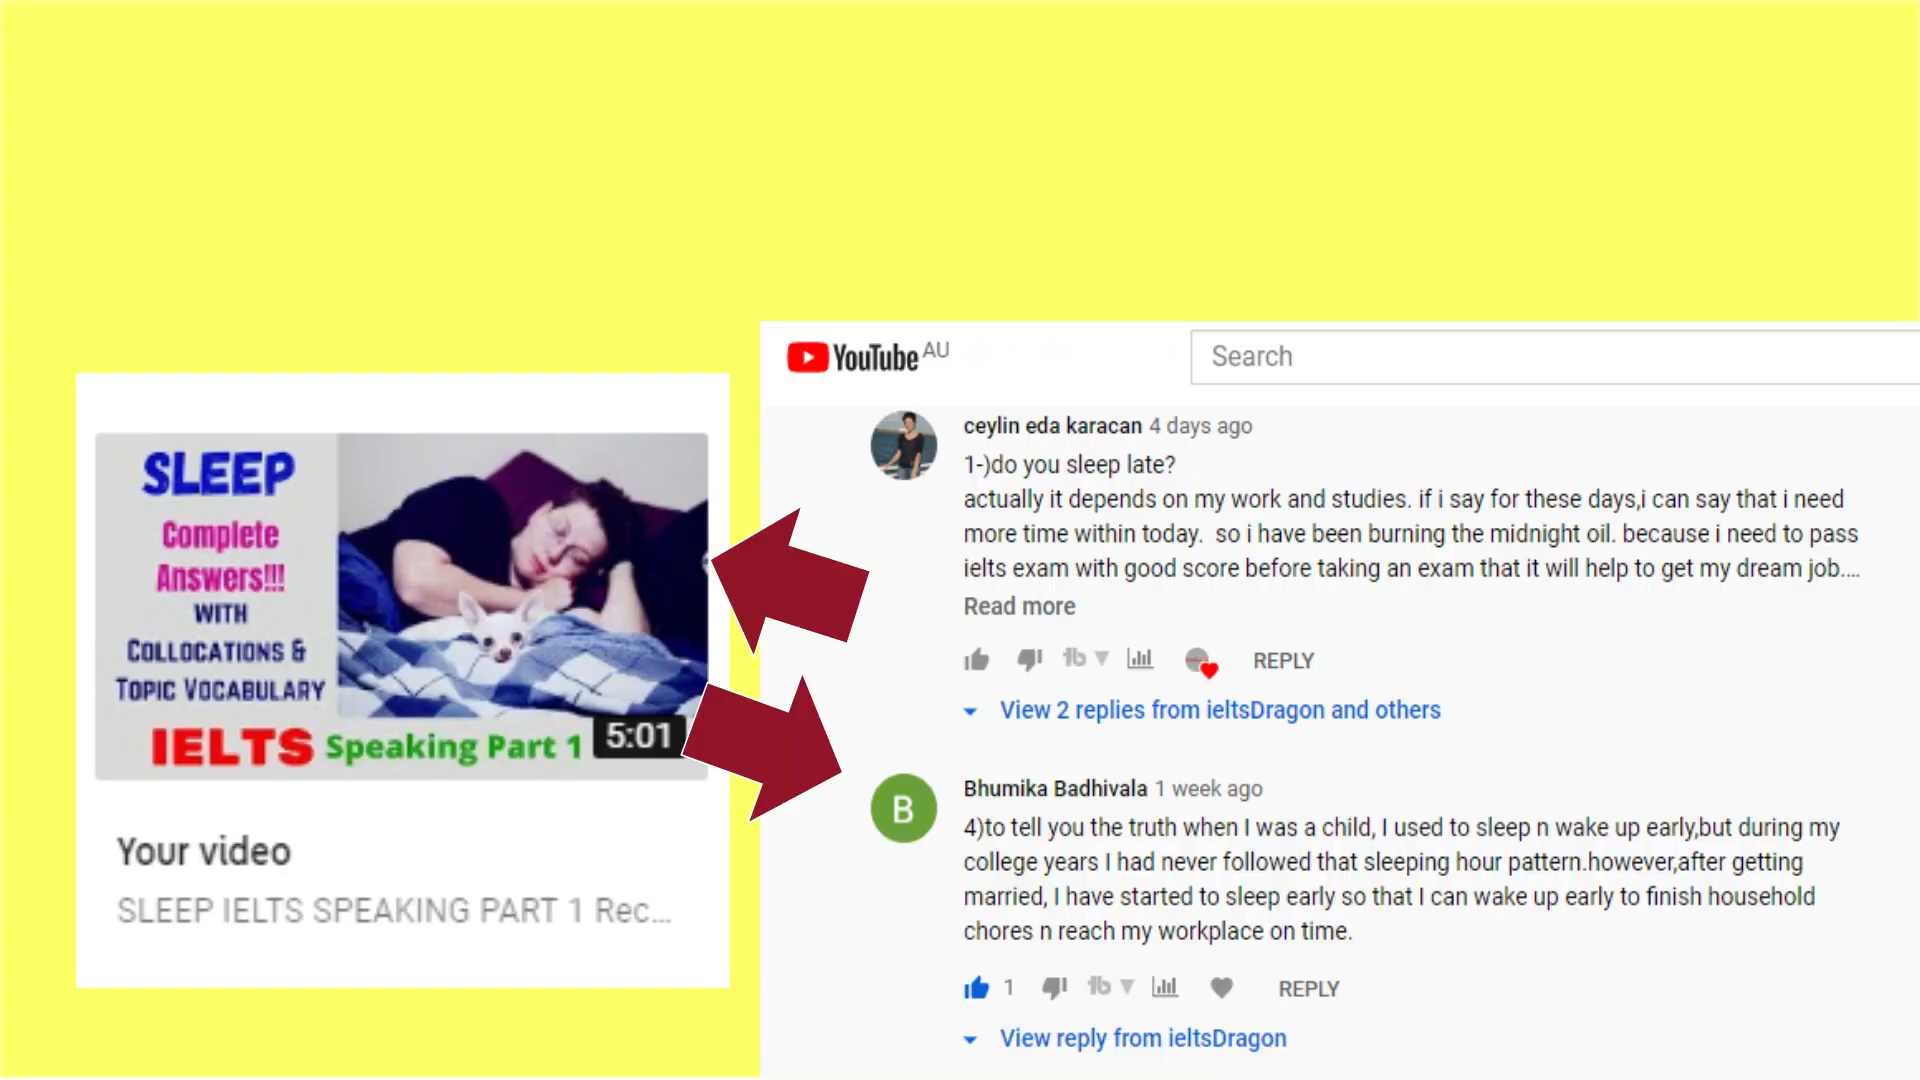 SLEEP
Complete
Answers!!!
WITH
COLLOCATIONS &
TOPIC VOCABULARY
IELTS Speaking Part 1
5:01
Your video
SLEEP IELTS SPEAKING PART 1 Rec...
YouTube AU
Search
ceylin eda karacan 4 days ago
1-)do you sleep late?
actually it depends on my work and studies. if i say for these days,i can say that i need
more time within today. so i have been burning the midnight oil. because i need to pass
ielts exam with good score before taking an exam that it will help to get my dream job....
Read more
REPLY
View 2 replies from ieltsDragon and others
B
Bhumika Badhivala 1 week ago
4)to tell you the truth when I was a child, I used to sleep n wake up early,but during my
college years I had never followed that sleeping hour pattern.however,after getting
married, I have started to sleep early so that I can wake up early to finish household
chores n reach my workplace on time.
1 REPLY
View reply from ieltsDragon